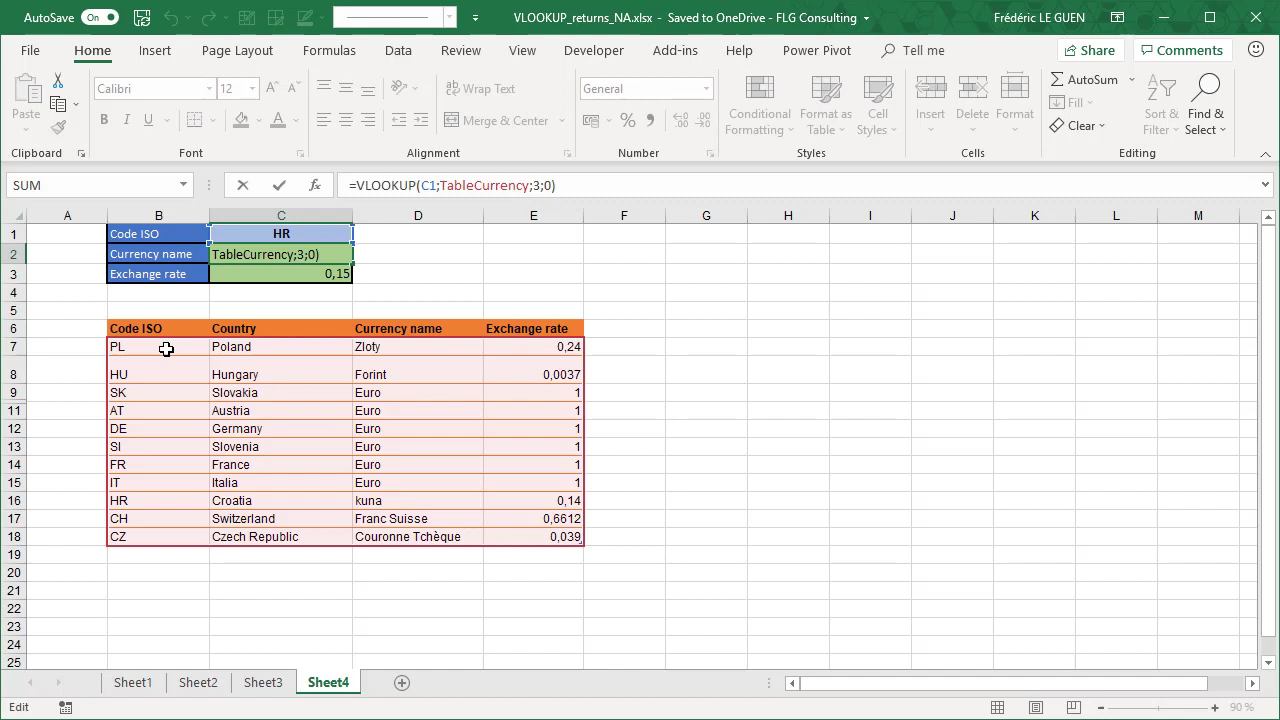 AutoSave On VLOOKUP_returns_NA.xlsx - Saved to OneDrive - FLG Consulting Frédéric LE GUEN
File Home Insert Page Layout Formulas Data Review View Developer Add-ins Help Power Pivot Tell me Share Comments
Calibri 12 Wrap Text General AutoSum
Paste B I U Merge & Center % Conditional Formatting Format as Table Cell Styles Insert Delete Format Fill Clear Sort & Filter Find & Select
Clipboard Font Alignment Number Styles Cells Editing
SUM fx =VLOOKUP(C1;TableCurrency;3;0)
A B C D E F G H I J K L M
1 Code ISO HR
2 Currency name TableCurrency;3;0)
3 Exchange rate 0,15
4
5
6 Code ISO Country Currency name Exchange rate
7 PL Poland Zloty 0,24
8 HU Hungary Forint 0,0037
9 SK Slovakia Euro 1
11 AT Austria Euro 1
12 DE Germany Euro 1
13 SI Slovenia Euro 1
14 FR France Euro 1
15 IT Italia Euro 1
16 HR Croatia kuna 0,14
17 CH Switzerland Franc Suisse 0,6612
18 CZ Czech Republic Couronne Tchèque 0,039
19
20
21
22
23
24
25
Sheet1 Sheet2 Sheet3 Sheet4
Edit 90 %